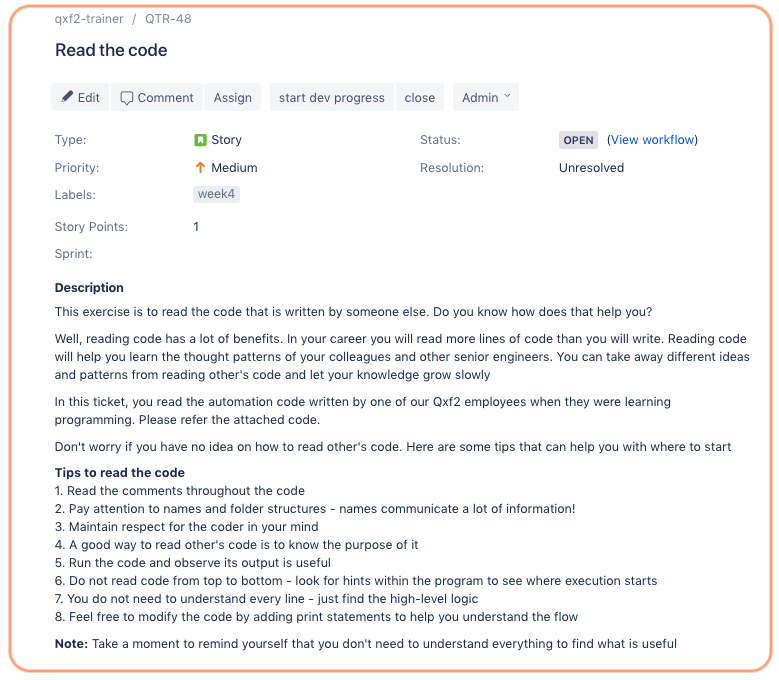 qxf2-trainer / QTR-48
Read the code
Edit Comment Assign start dev progress close Admin
Type: Story Status: OPEN (View workflow)
Priority: Medium Resolution: Unresolved
Labels: week4
Story Points: 1
Sprint:
Description
This exercise is to read the code that is written by someone else. Do you know how does that help you?
Well, reading code has a lot of benefits. In your career you will read more lines of code than you will write. Reading code
will help you learn the thought patterns of your colleagues and other senior engineers. You can take away different ideas
and patterns from reading other's code and let your knowledge grow slowly
In this ticket, you read the automation code written by one of our Qxf2 employees when they were learning
programming. Please refer the attached code.
Don't worry if you have no idea on how to read other's code. Here are some tips that can help you with where to start
Tips to read the code
1. Read the comments throughout the code
2. Pay attention to names and folder structures - names communicate a lot of information!
3. Maintain respect for the coder in your mind
4. A good way to read other's code is to know the purpose of it
5. Run the code and observe its output is useful
6. Do not read code from top to bottom - look for hints within the program to see where execution starts
7. You do not need to understand every line - just find the high-level logic
8. Feel free to modify the code by adding print statements to help you understand the flow
Note: Take a moment to remind yourself that you don't need to understand everything to find what is useful